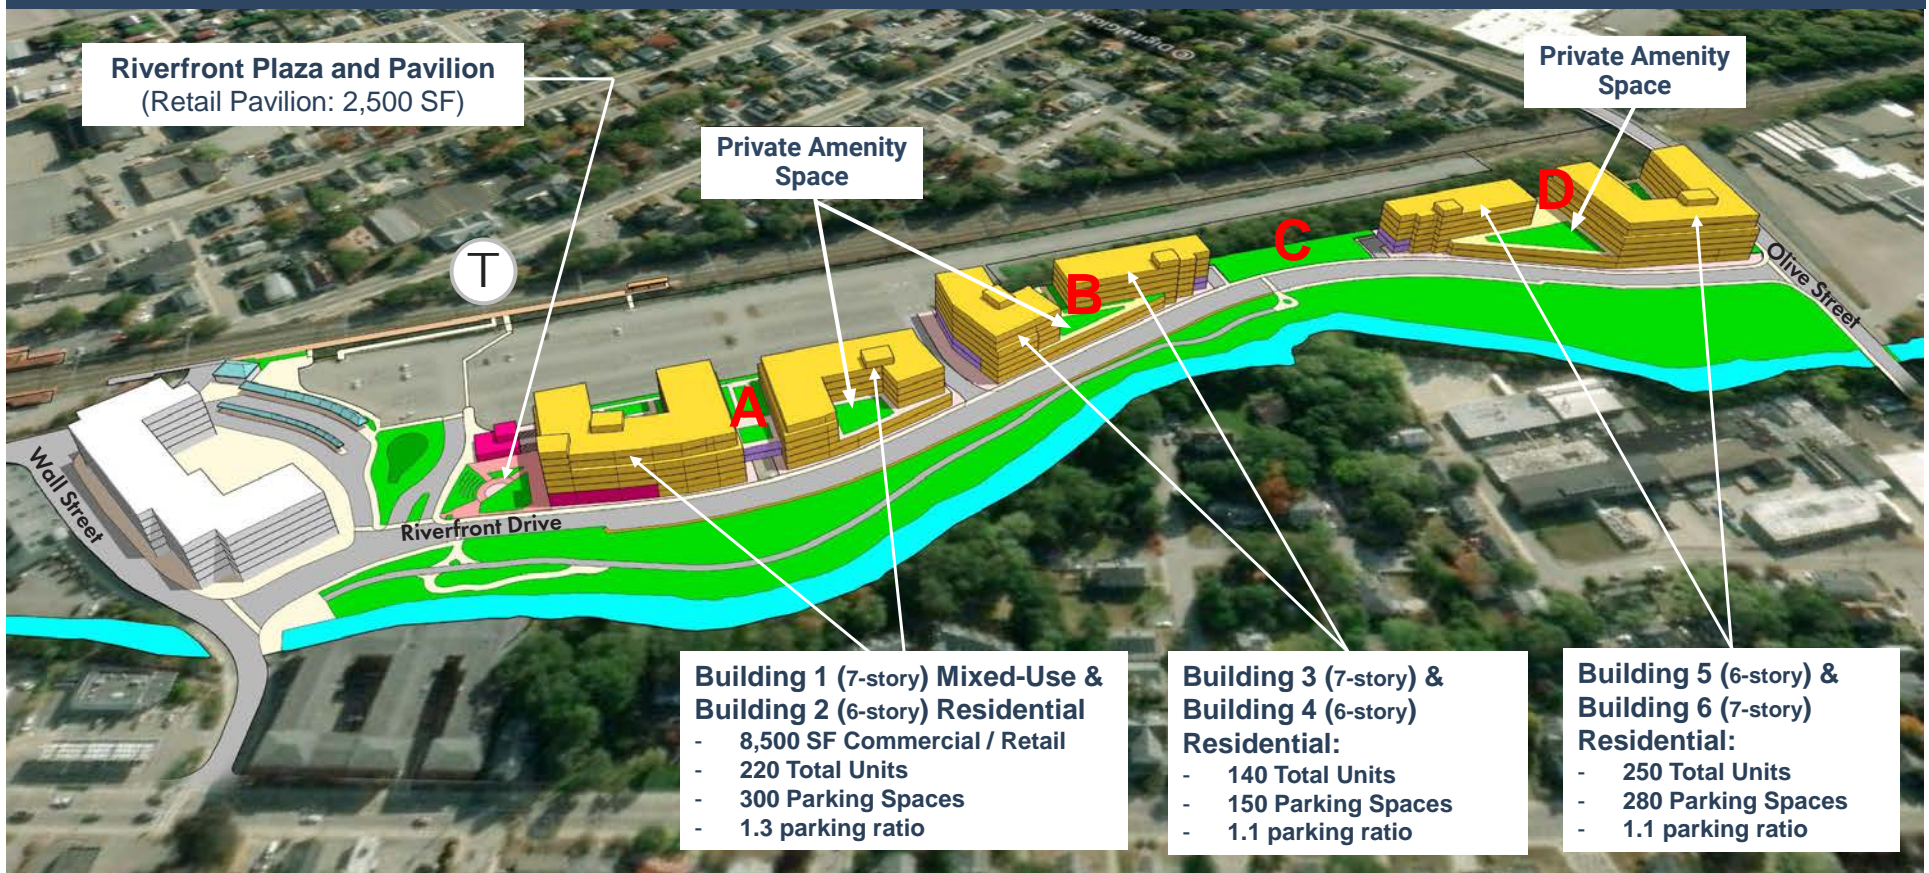 Riverfront Plaza and Pavilion
(Retail Pavilion: 2,500 SF)
Private Amenity
Space
Private Amenity
Space
T
A
B
C
D
Wall Street
Riverfront Drive
Olive Street
Building 1 (7-story) Mixed-Use &
Building 2 (6-story) Residential
- 8,500 SF Commercial / Retail
- 220 Total Units
- 300 Parking Spaces
- 1.3 parking ratio
Building 3 (7-story) &
Building 4 (6-story)
Residential:
- 140 Total Units
- 150 Parking Spaces
- 1.1 parking ratio
Building 5 (6-story) &
Building 6 (7-story)
Residential:
- 250 Total Units
- 280 Parking Spaces
- 1.1 parking ratio